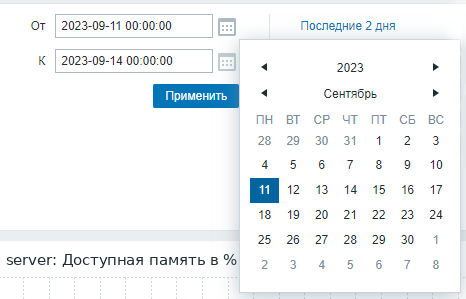 От 2023-09-11 00:00:00 Последние 2 дня
К 2023-09-14 00:00:00
Применить
2023
Сентябрь
ПН ВТ СР ЧТ ПТ СБ ВС
28 29 30 31 1 2 3
4 5 6 7 8 9 10
11 12 13 14 15 16 17
18 19 20 21 22 23 24
25 26 27 28 29 30 1
2 3 4 5 6 7 8
server: Доступная память в %